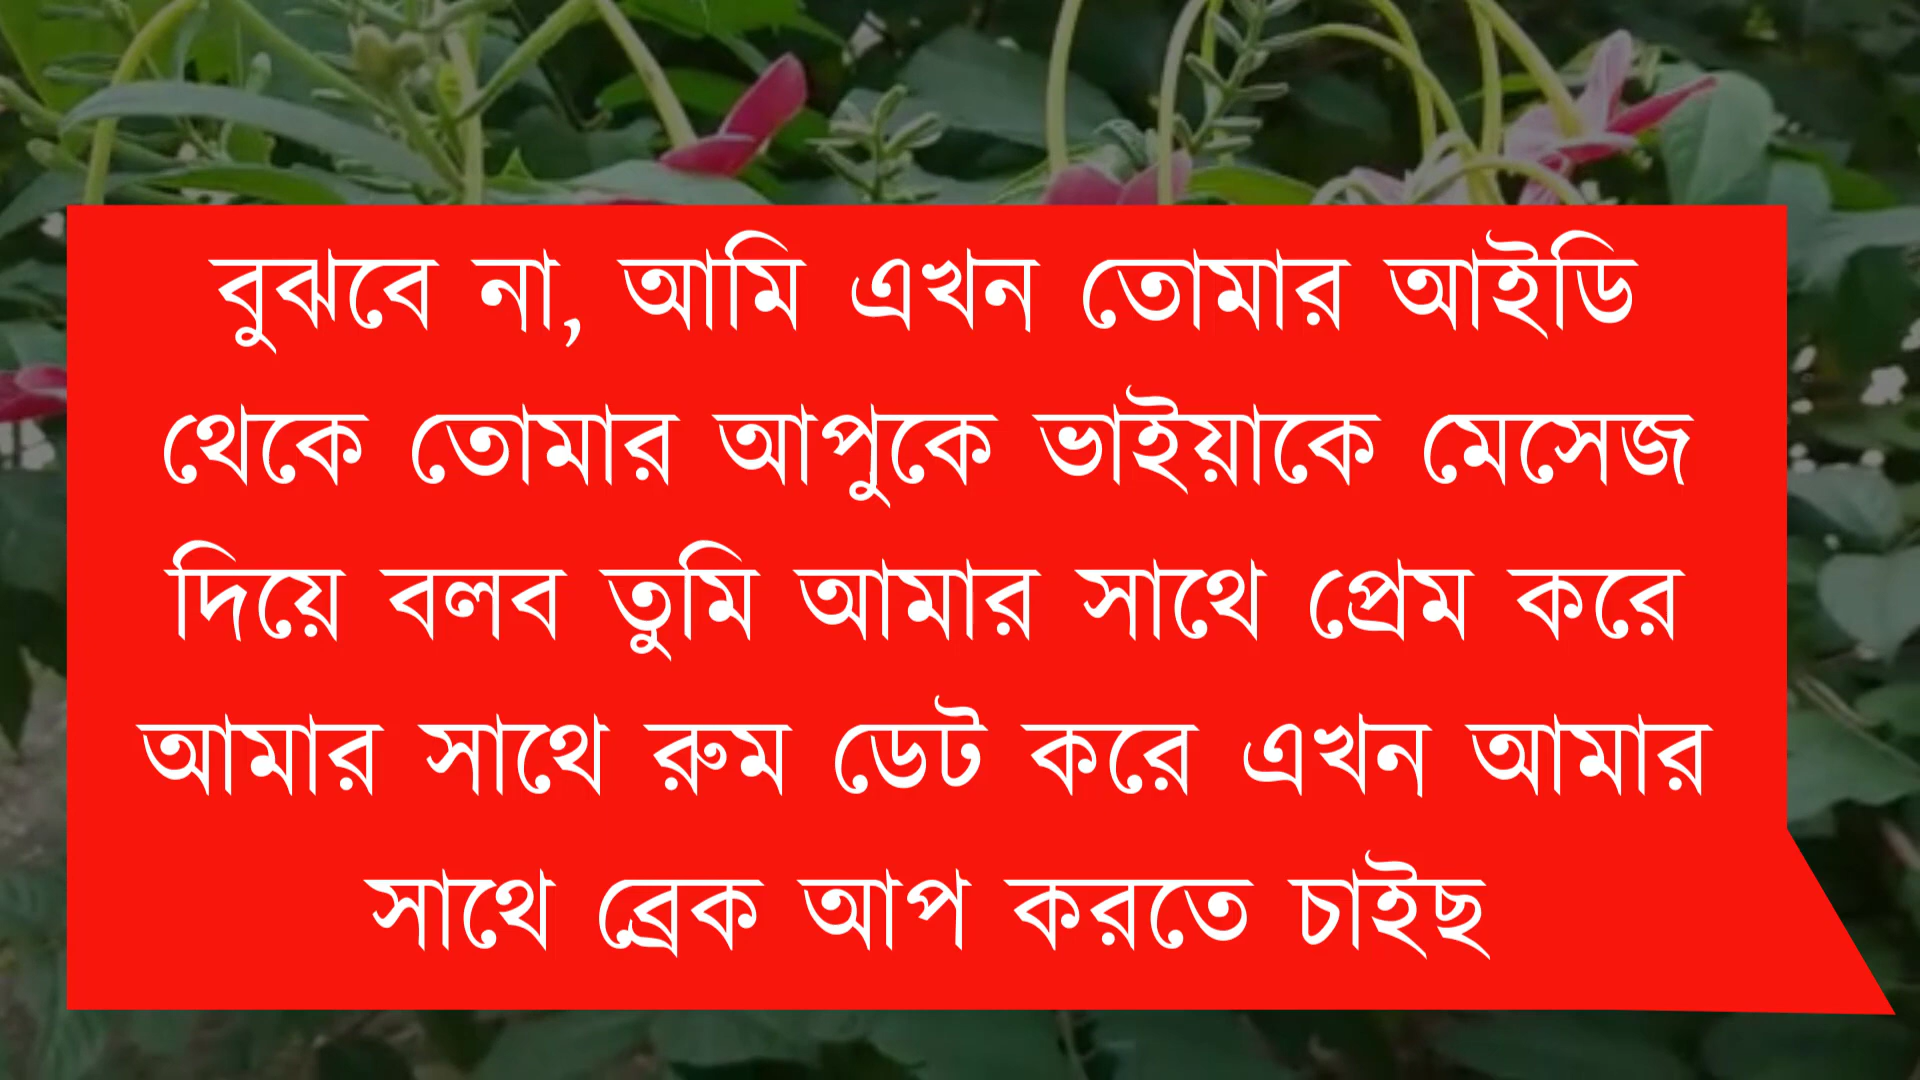 বুঝবে না, আমি এখন তোমার আইডি
থেকে তোমার আপুকে ভাইয়াকে মেসেজ
দিয়ে বলব তুমি আমার সাথে প্রেম করে
আমার সাথে রুম ডেট করে এখন আমার
সাথে ব্রেক আপ করতে চাইছ